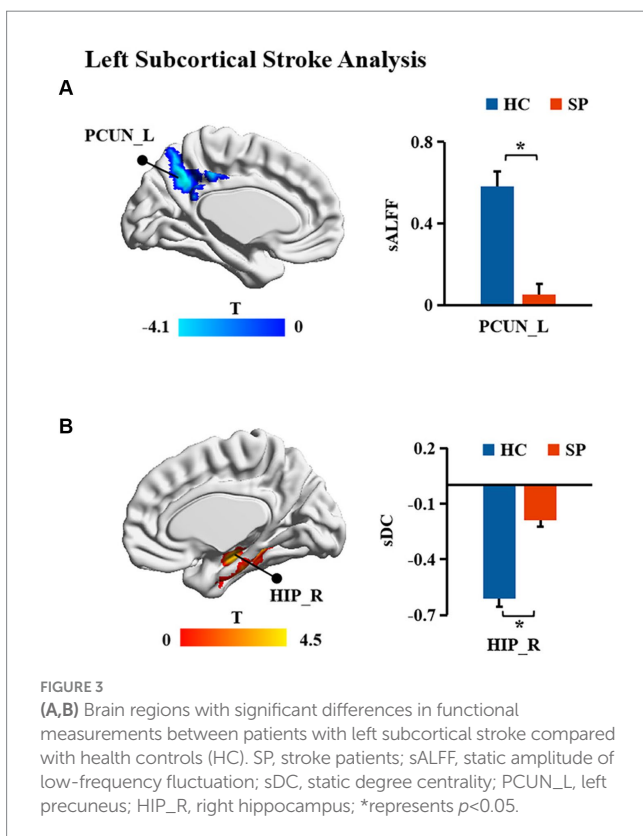 Left Subcortical Stroke Analysis
A
PCUN_L
T
-4.1 0
HC SP
0.8
*
sALFF
0.4
0
PCUN_L
B
HIP_R
T
0 4.5
0.2
HC SP
-0.1
sDC
-0.4
-0.7
*
HIP_R
FIGURE 3
(A,B) Brain regions with significant differences in functional
measurements between patients with left subcortical stroke compared
with health controls (HC). SP, stroke patients; sALFF, static amplitude of
low-frequency fluctuation; sDC, static degree centrality; PCUN_L, left
precuneus; HIP_R, right hippocampus; *represents p<0.05.